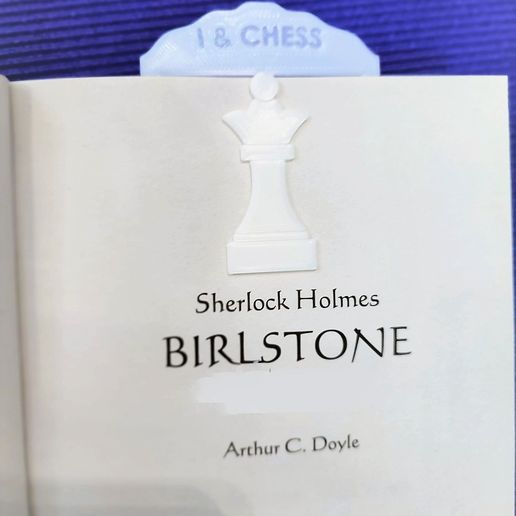 I & CHESS
Sherlock Holmes
BIRLSTONE
Arthur C. Doyle